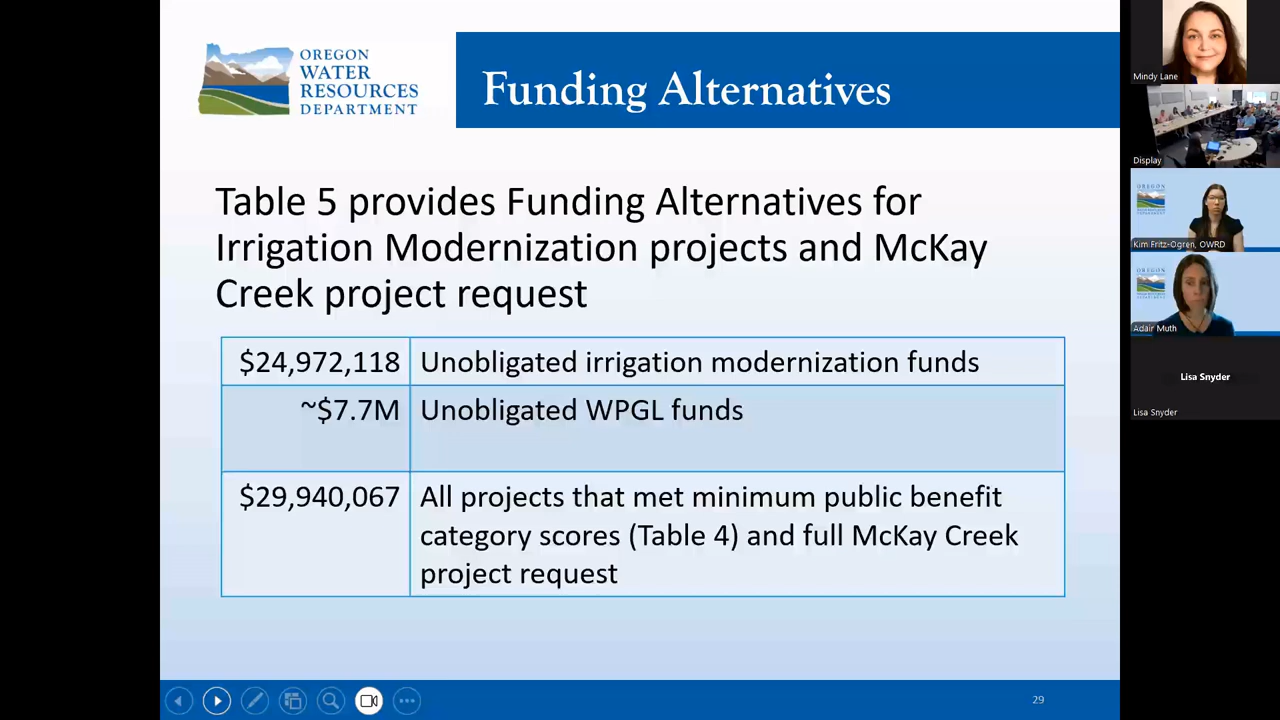 OREGON
WATER
RESOURCES
DEPARTMENT
Funding Alternatives
Table 5 provides Funding Alternatives for
Irrigation Modernization projects and McKay
Creek project request
$24,972,118 Unobligated irrigation modernization funds
~$7.7M Unobligated WPGL funds
$29,940,067 All projects that met minimum public benefit
category scores (Table 4) and full McKay Creek
project request
29
Mindy Lane
Display
Kim Fritz-Ogren, OWRD
Adair Muth
Lisa Snyder
Lisa Snyder